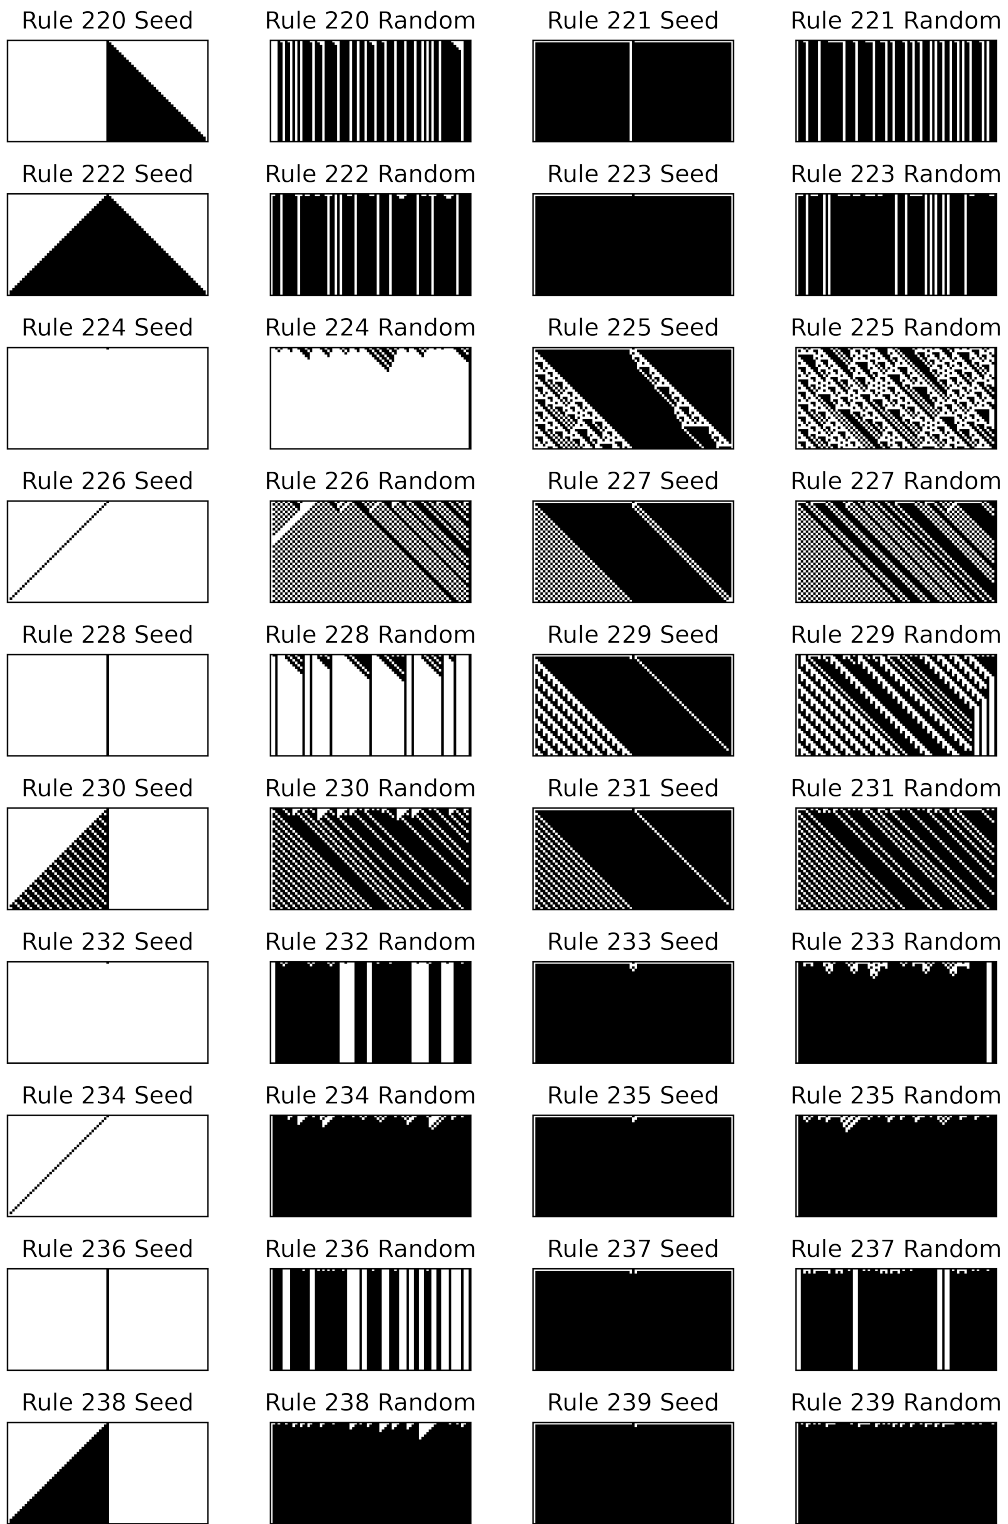 Rule 220 Seed
Rule 220 Random
Rule 221 Seed
Rule 221 Random
Rule 222 Seed
Rule 222 Random
Rule 223 Seed
Rule 223 Random
Rule 224 Seed
Rule 224 Random
Rule 225 Seed
Rule 225 Random
Rule 226 Seed
Rule 226 Random
Rule 227 Seed
Rule 227 Random
Rule 228 Seed
Rule 228 Random
Rule 229 Seed
Rule 229 Random
Rule 230 Seed
Rule 230 Random
Rule 231 Seed
Rule 231 Random
Rule 232 Seed
Rule 232 Random
Rule 233 Seed
Rule 233 Random
Rule 234 Seed
Rule 234 Random
Rule 235 Seed
Rule 235 Random
Rule 236 Seed
Rule 236 Random
Rule 237 Seed
Rule 237 Random
Rule 238 Seed
Rule 238 Random
Rule 239 Seed
Rule 239 Random